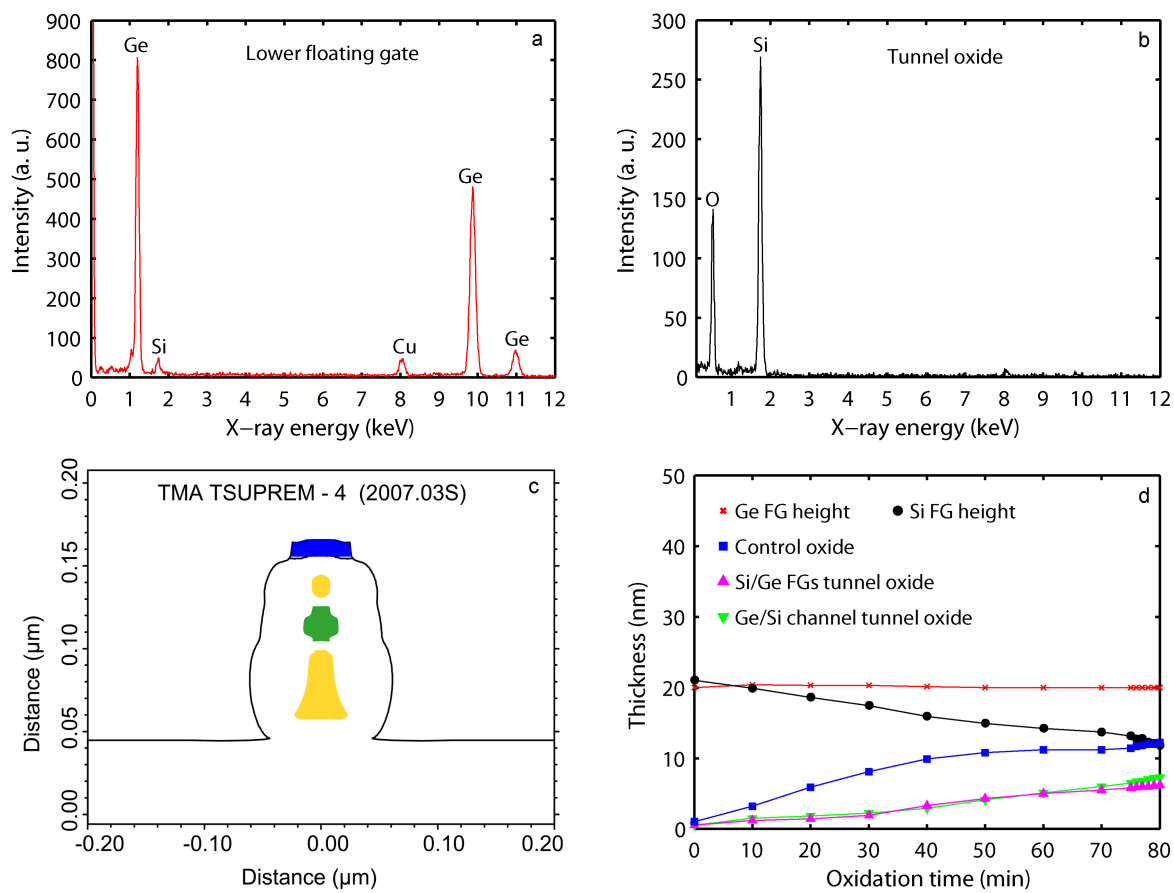 a
Lower floating gate
Ge
Si
Cu
Ge
Ge
Intensity (a. u.)
900
800
700
600
500
400
300
200
100
0
0 1 2 3 4 5 6 7 8 9 10 11 12
X−ray energy (keV)
b
Tunnel oxide
O
Si
Intensity (a. u.)
300
250
200
150
100
50
0
1 2 3 4 5 6 7 8 9 10 11 12
X−ray energy (keV)
c
TMA TSUPREM - 4 (2007.03S)
Distance (µm)
0.20
0.15
0.10
0.05
0.00
-0.20 -0.10 0.00 0.10 0.20
Distance (µm)
d
Ge FG height
Si FG height
Control oxide
Si/Ge FGs tunnel oxide
Ge/Si channel tunnel oxide
Thickness (nm)
50
40
30
20
10
0
0 10 20 30 40 50 60 70 80
Oxidation time (min)